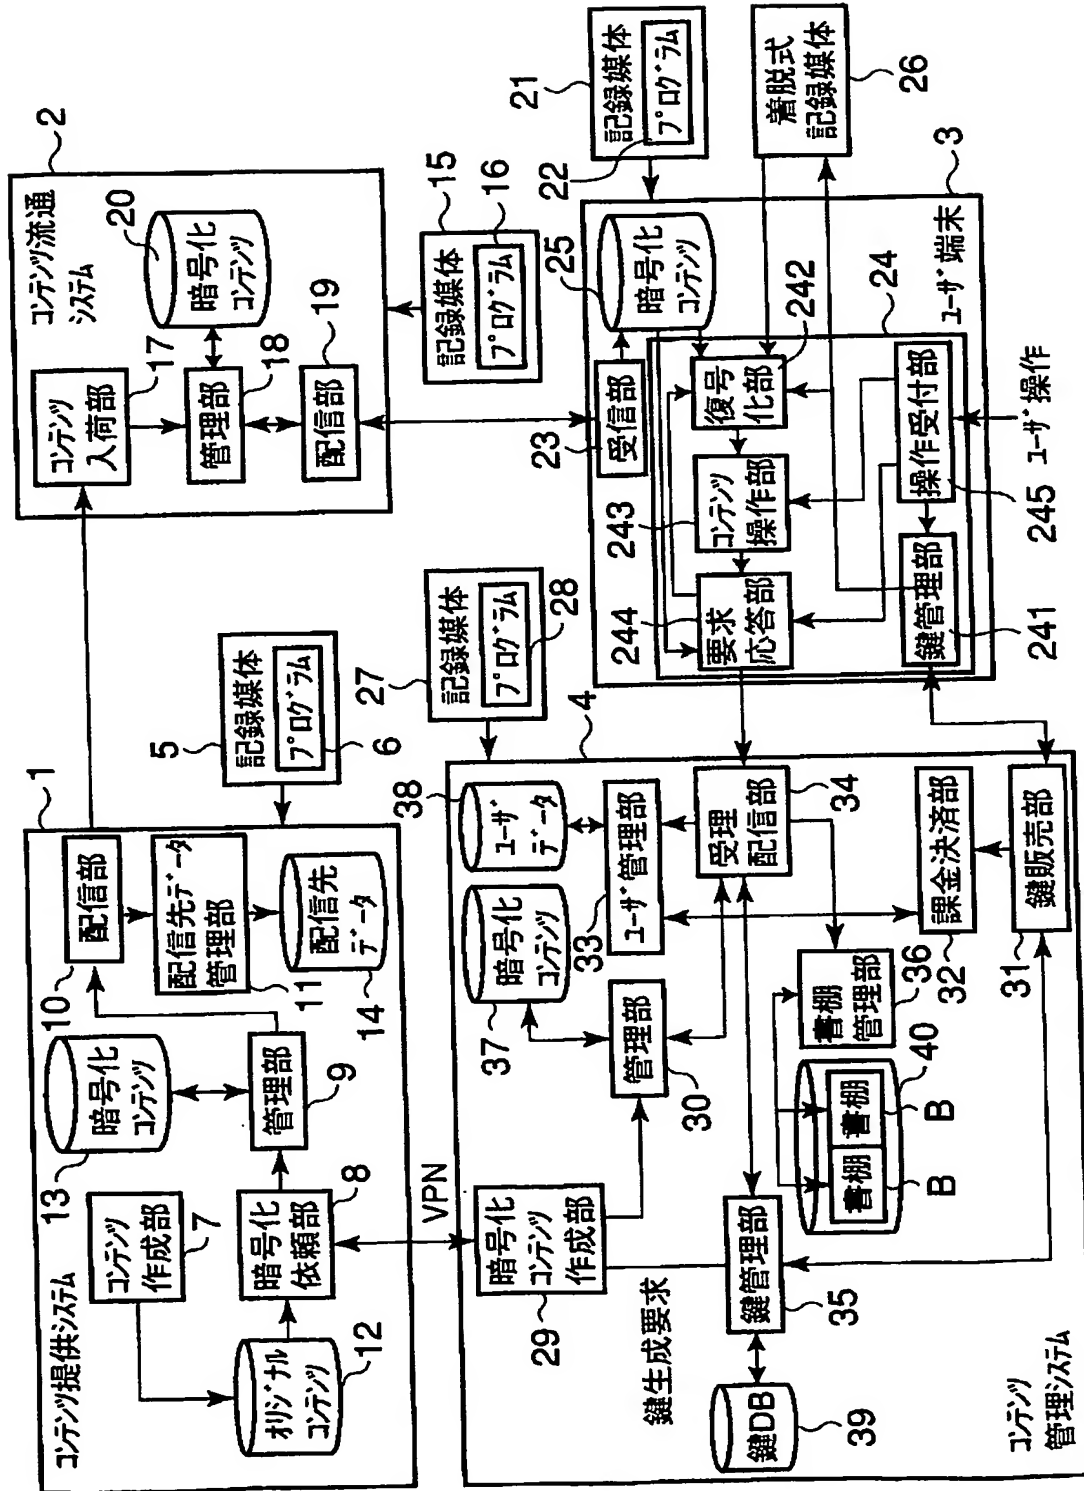 コンテンツ提供システム
1
コンテンツ
作成部
7
オリジナル
コンテンツ
12
暗号化
依頼部
8
暗号化
コンテンツ
13
管理部
9
配信部
10
配信先データ
管理部
11
配信先
データ
14
記録媒体
プログラム
5
6
VPN
コンテンツ流通
システム
2
コンテンツ
入荷部
17
暗号化
コンテンツ
20
管理部
18
配信部
19
記録媒体
プログラム
15
16
コンテンツ
管理システム
4
暗号化
コンテンツ
作成部
29
鍵生成要求
鍵DB
39
鍵管理部
35
管理部
30
暗号化
コンテンツ
37
ユーザ
データ
38
ユーザ管理部
33
受理
配信部
34
書棚
管理部
36
書棚
書棚
B
B
40
課金決済部
32
鍵販売部
31
記録媒体
プログラム
27
28
ユーザ端末
3
受信部
23
暗号化
コンテンツ
25
24
復号
化部
242
コンテンツ
操作部
243
要求
応答部
244
鍵管理部
241
操作受付部
245
ユーザ操作
記録媒体
プログラム
21
22
着脱式
記録媒体
26